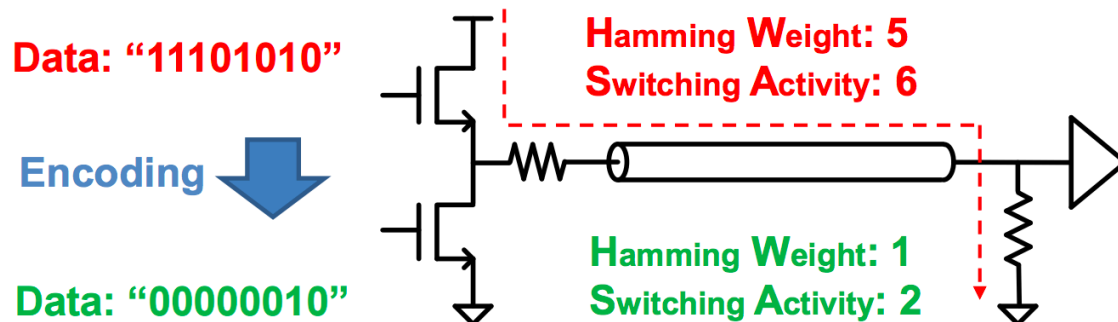 Data: “11101010”
Hamming Weight: 5
Switching Activity: 6
Encoding
Data: “00000010”
Hamming Weight: 1
Switching Activity: 2